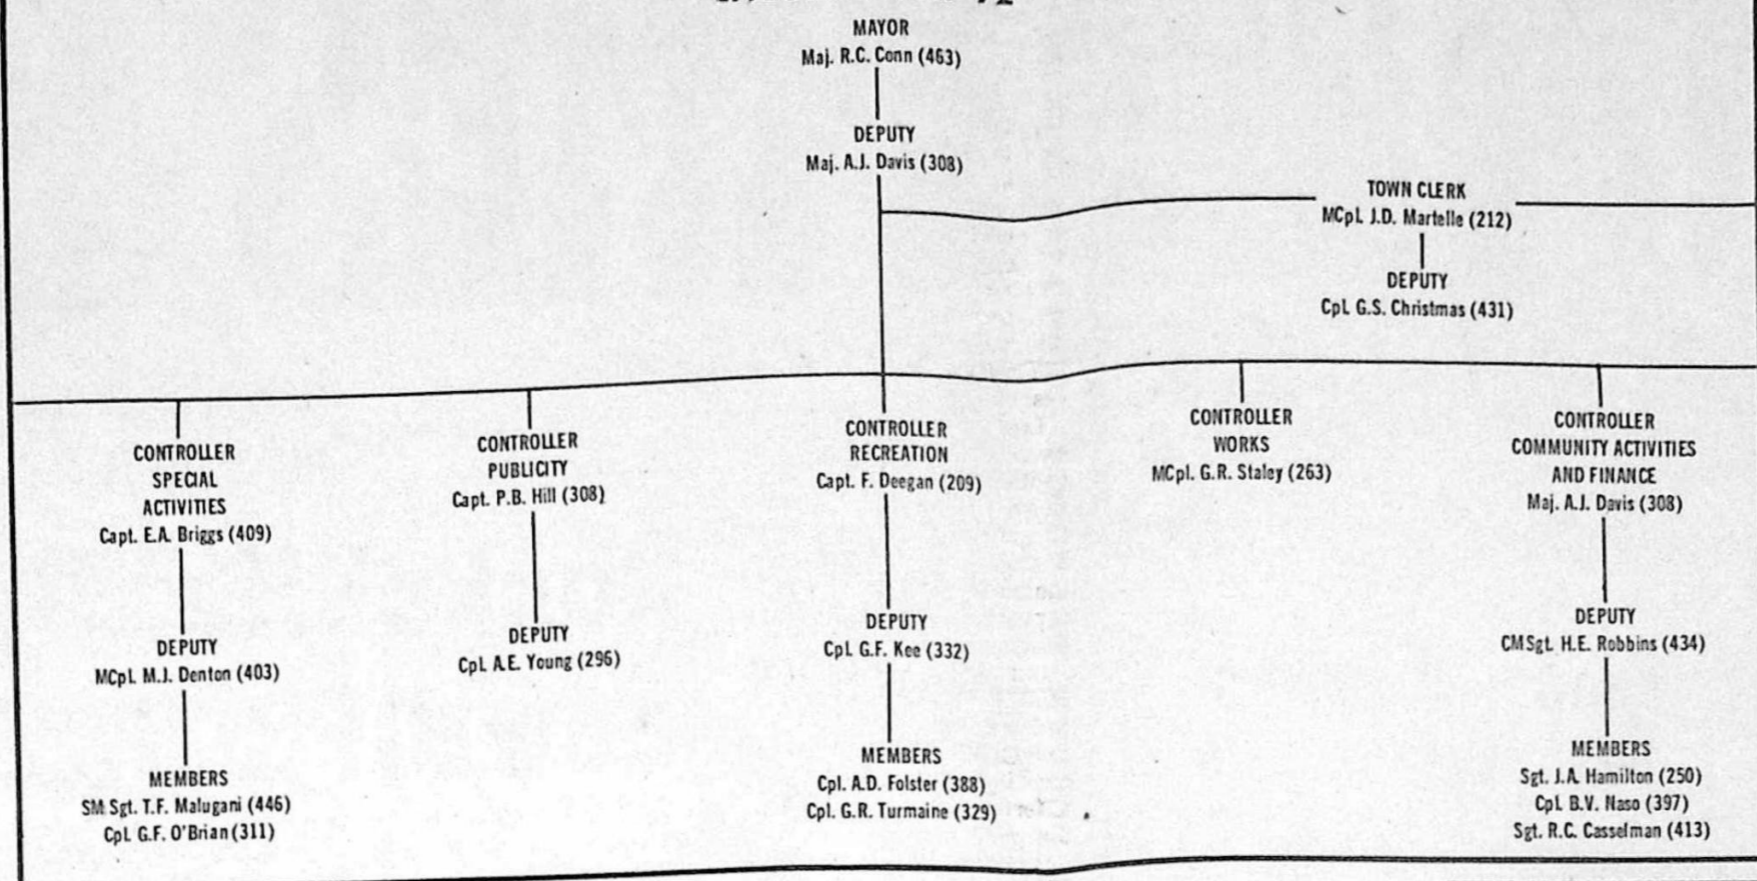 MAYOR
Maj. R.C. Conn (463)
DEPUTY
Maj. A.J. Davis (308)
TOWN CLERK
MCpl. J.D. Martelle (212)
DEPUTY
Cpl. G.S. Christmas (431)
CONTROLLER
SPECIAL
ACTIVITIES
Capt. E.A. Briggs (409)
DEPUTY
MCpl. M.J. Denton (403)
MEMBERS
SM Sgt. T.F. Malugani (446)
Cpl. G.F. O'Brian (311)
CONTROLLER
PUBLICITY
Capt. P.B. Hill (308)
DEPUTY
Cpl. A.E. Young (296)
CONTROLLER
RECREATION
Capt. F. Deegan (209)
DEPUTY
Cpl. G.F. Kee (332)
MEMBERS
Cpl. A.D. Folster (388)
Cpl. G.R. Turmaine (329)
CONTROLLER
WORKS
MCpl. G.R. Staley (263)
CONTROLLER
COMMUNITY ACTIVITIES
AND FINANCE
Maj. A.J. Davis (308)
DEPUTY
CMSgt. H.E. Robbins (434)
MEMBERS
Sgt. J.A. Hamilton (250)
Cpl. B.V. Naso (397)
Sgt. R.C. Casselman (413)